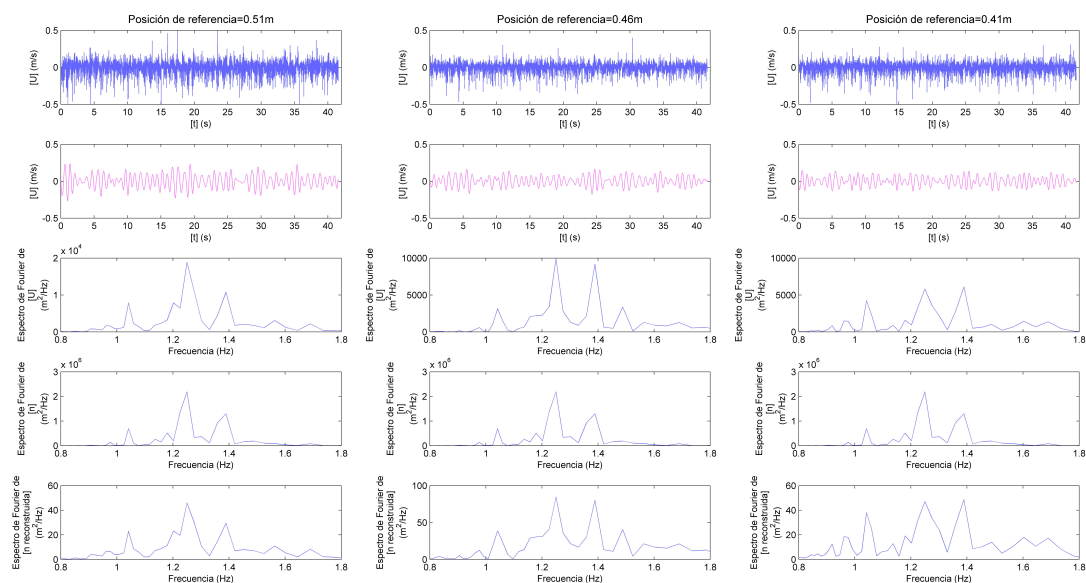 Posición de referencia=0.51m
Posición de referencia=0.46m
Posición de referencia=0.41m
0.5
0
-0.5
[U] (m/s)
0 5 10 15 20 25 30 35 40
[t] (s)
0.5
0
-0.5
[U] (m/s)
0 5 10 15 20 25 30 35 40
[t] (s)
0.5
0
-0.5
[U] (m/s)
0 5 10 15 20 25 30 35 40
[t] (s)
0.5
0
-0.5
[U] (m/s)
0 5 10 15 20 25 30 35 40
[t] (s)
0.5
0
-0.5
[U] (m/s)
0 5 10 15 20 25 30 35 40
[t] (s)
0.5
0
-0.5
[U] (m/s)
0 5 10 15 20 25 30 35 40
[t] (s)
x 10⁴
2
1
0
Espectro de Fourier de
[U]
(m²/Hz)
0.8 1 1.2 1.4 1.6 1.8
Frecuencia (Hz)
10000
5000
0
Espectro de Fourier de
[U]
(m²/Hz)
0.8 1 1.2 1.4 1.6 1.8
Frecuencia (Hz)
10000
5000
0
Espectro de Fourier de
[U]
(m²/Hz)
0.8 1 1.2 1.4 1.6 1.8
Frecuencia (Hz)
x 10⁶
3
2
1
0
Espectro de Fourier de
[n]
(m²/Hz)
0.8 1 1.2 1.4 1.6 1.8
Frecuencia (Hz)
x 10⁶
3
2
1
0
Espectro de Fourier de
[n]
(m²/Hz)
0.8 1 1.2 1.4 1.6 1.8
Frecuencia (Hz)
x 10⁶
3
2
1
0
Espectro de Fourier de
[n]
(m²/Hz)
0.8 1 1.2 1.4 1.6 1.8
Frecuencia (Hz)
60
40
20
0
Espectro de Fourier de
[n reconstruida]
(m²/Hz)
0.8 1 1.2 1.4 1.6 1.8
Frecuencia (Hz)
100
50
0
Espectro de Fourier de
[n reconstruida]
(m²/Hz)
0.8 1 1.2 1.4 1.6 1.8
Frecuencia (Hz)
60
40
20
0
Espectro de Fourier de
[n reconstruida]
(m²/Hz)
0.8 1 1.2 1.4 1.6 1.8
Frecuencia (Hz)